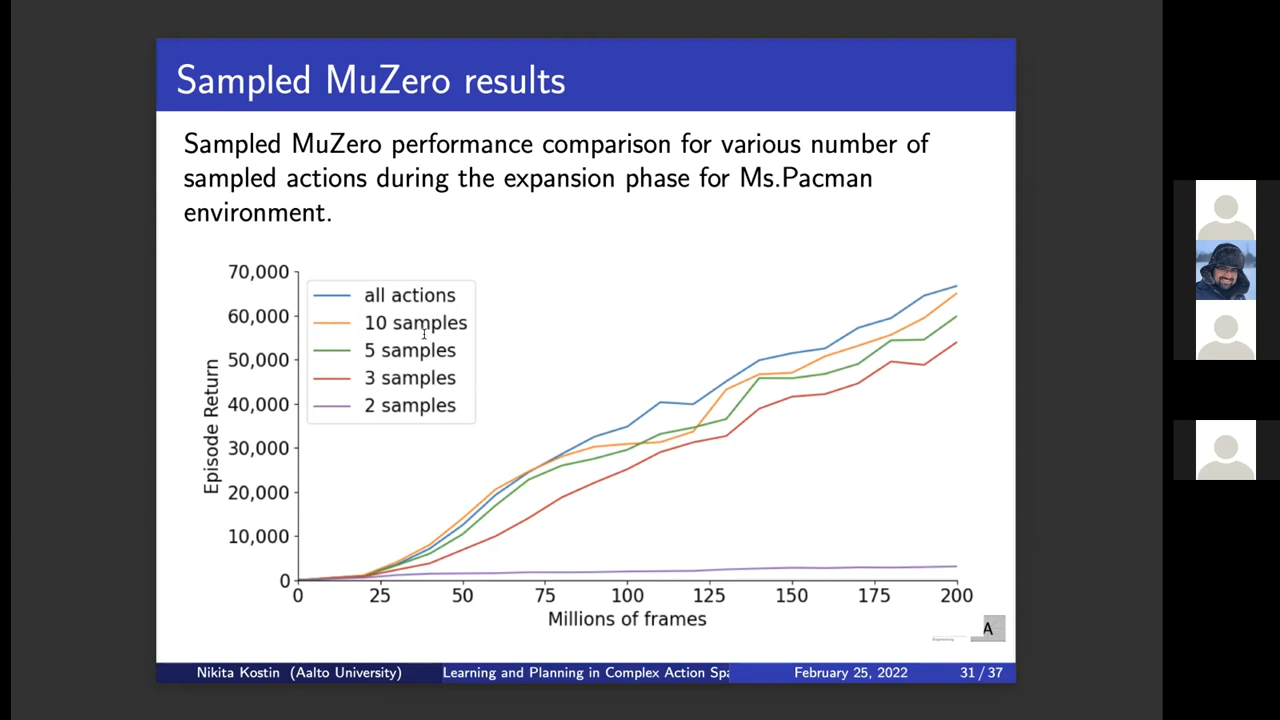 Sampled MuZero results
Sampled MuZero performance comparison for various number of
sampled actions during the expansion phase for Ms.Pacman
environment.
70,000
60,000
50,000
40,000
30,000
20,000
10,000
0
Episode Return
all actions
10 samples
5 samples
3 samples
2 samples
0 25 50 75 100 125 150 175 200
Millions of frames
A
Nikita Kostin (Aalto University) Learning and Planning in Complex Action Spa February 25, 2022 31 / 37